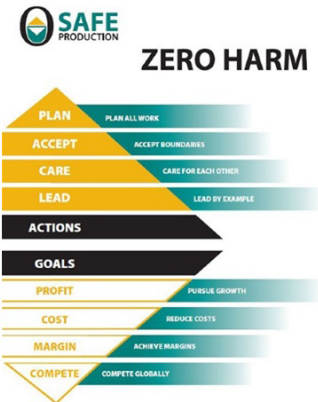 SAFE
PRODUCTION
ZERO HARM
PLAN PLAN ALL WORK
ACCEPT ACCEPT BOUNDARIES
CARE CARE FOR EACH OTHER
LEAD LEAD BY EXAMPLE
ACTIONS
GOALS
PROFIT PURSUE GROWTH
COST REDUCE COSTS
MARGIN ACHIEVE MARGINS
COMPETE COMPETE GLOBALLY